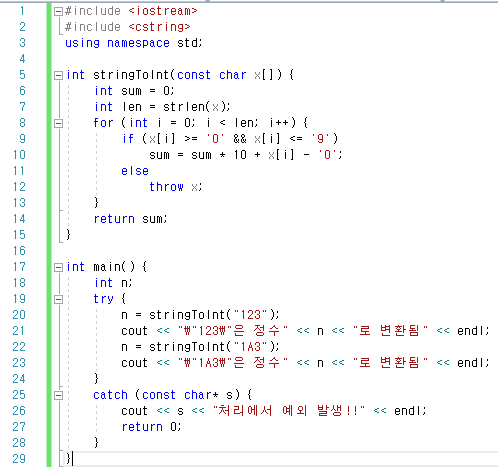 1 #include <iostream>
2 #include <cstring>
3 using namespace std;
4
5 int stringToInt(const char x[]) {
6 int sum = 0;
7 int len = strlen(x);
8 for (int i = 0; i < len; i++) {
9 if (x[i] >= '0' && x[i] <= '9')
10 sum = sum * 10 + x[i] - '0';
11 else
12 throw x;
13 }
14 return sum;
15 }
16
17 int main() {
18 int n;
19 try {
20 n = stringToInt("123");
21 cout << "₩"123₩"은 정수" << n << "로 변환됨" << endl;
22 n = stringToInt("1A3");
23 cout << "₩"1A3₩"은 정수" << n << "로 변환됨" << endl;
24 }
25 catch (const char* s) {
26 cout << s << "처리에서 예외 발생!!" << endl;
27 return 0;
28 }
29 }